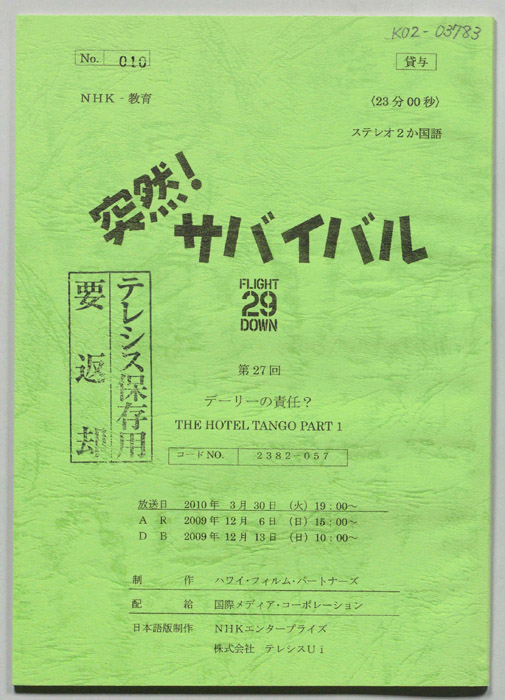 K02-03783
No. 010
貸与
NHK - 教育
〈23分00秒〉
ステレオ2か国語
突然!
サバイバル
FLIGHT
29
DOWN
テレシス保存用
要返却
第27回
デーリーの責任?
THE HOTEL TANGO PART 1
コードNO. 2382-057
放送日 2010年 3月30日 (火) 19:00~
A R 2009年 12月 6日 (日) 15:00~
D B 2009年 12月 13日 (日) 10:00~
制 作 ハワイ・フィルム・パートナーズ
配 給 国際メディア・コーポレーション
日本語版制作 NHKエンタープライズ
株式会社 テレシスUi